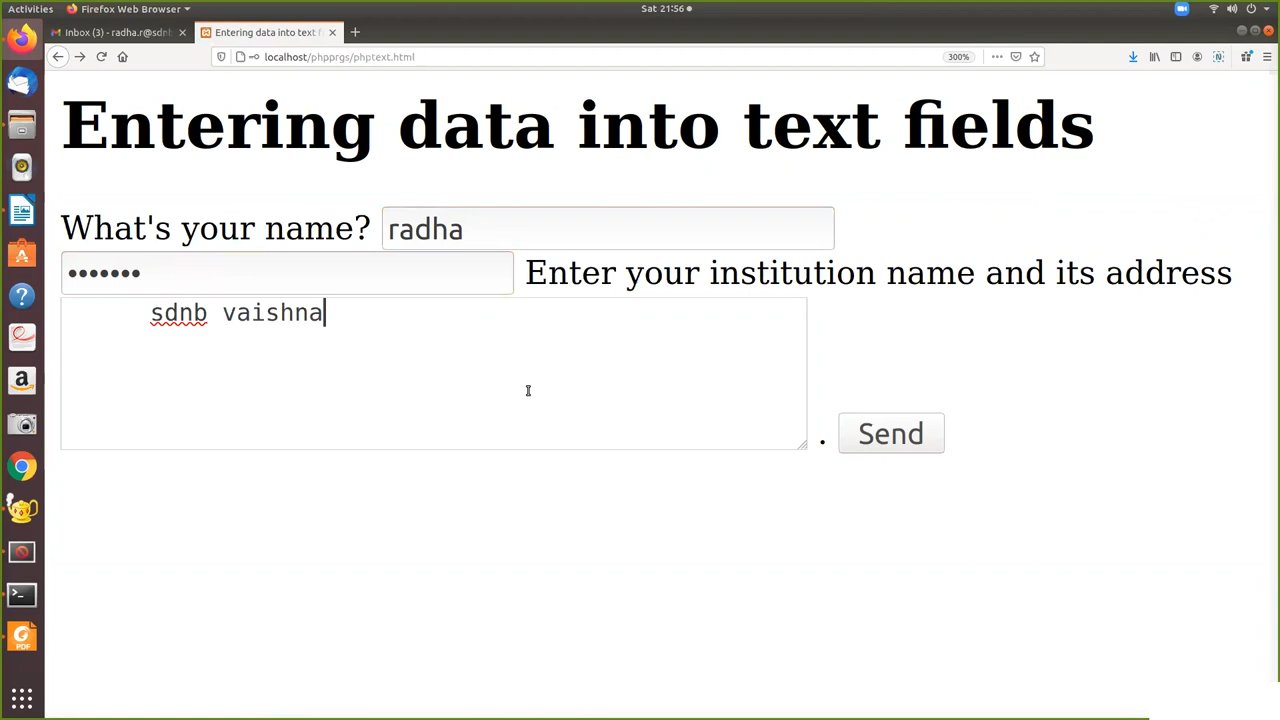 Activities Firefox Web Browser Sat 21:56
Inbox (3) - radha.r@sdnb Entering data into text f
localhost/phpprgs/phptext.html 300%
Entering data into text fields
What's your name? radha
••••••• Enter your institution name and its address
sdnb vaishna
. Send